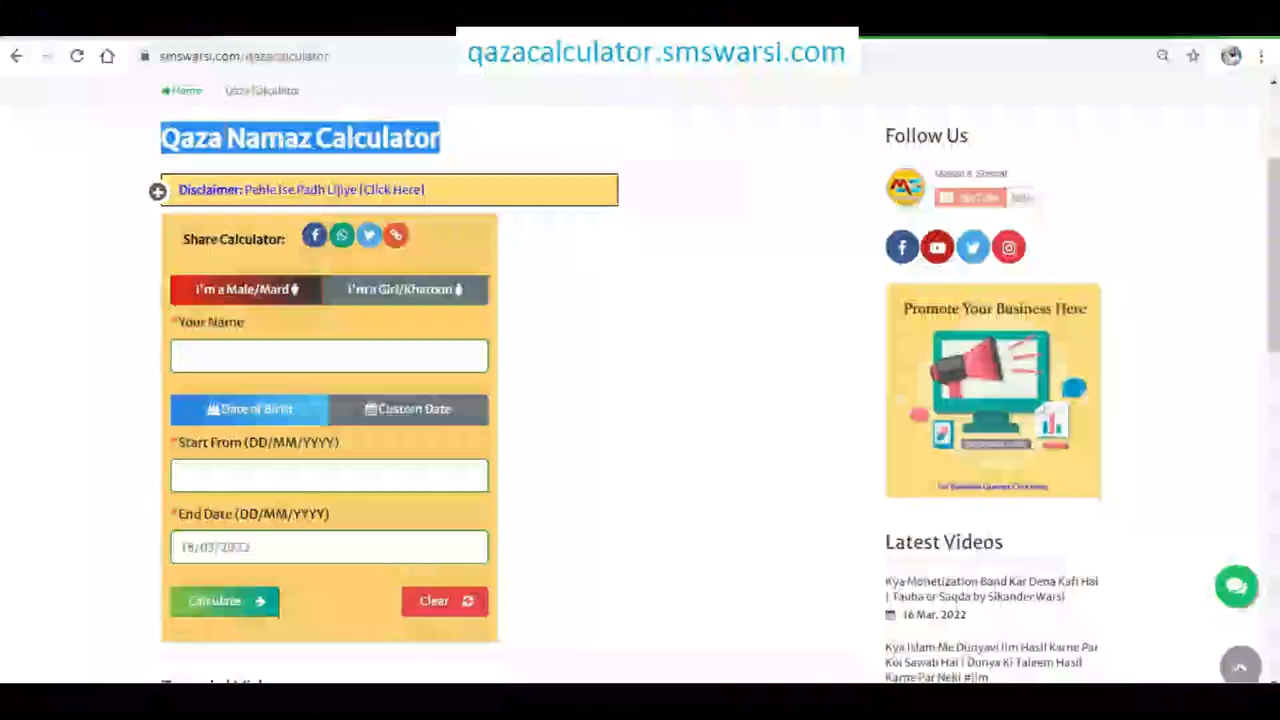 qazacalculator.smswarsi.com
smswarsi.com/qazacalculator
Home
Qaza Calculator
Qaza Namaz Calculator
Disclaimer: Pehle Ise Padh Lijiye [Click Here]
Share Calculator:
I'm a Male/Mard
I'm a Girl/Khatoon
*Your Name
Date of Birth
Custom Date
*Start From (DD/MM/YYYY)
*End Date (DD/MM/YYYY)
18/03/2022
Calculate
Clear
Follow Us
YouTube
Promote Your Business Here
Latest Videos
Kya Monetization Band Kar Dena Kafi Hai
| Tauba or Saqda by Sikander Warsi
16 Mar, 2022
Kya Islam Me Dunyavi Ilm Hasil Karne Par
Koi Sawab Hai | Dunya Ki Taleem Hasil
Karne Par Neki #ilm